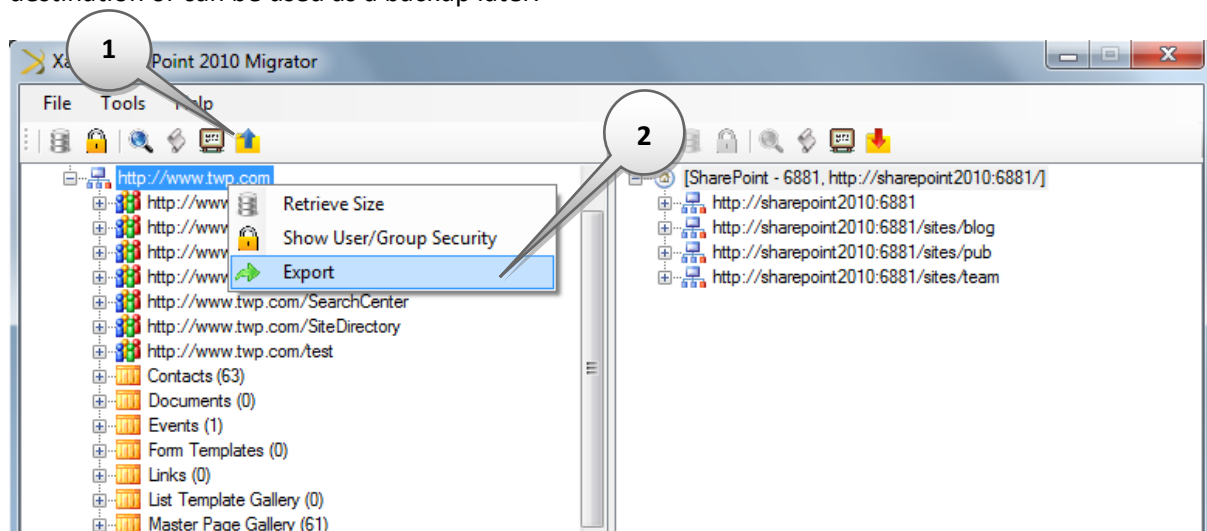 destination or can be used as a backup later.
1
Point 2010 Migrator
File Tools Help
2
http://www.twp.com
http://www
Retrieve Size
http://www
Show User/Group Security
http://www
http://www
Export
http://www.twp.com/SearchCenter
http://www.twp.com/SiteDirectory
http://www.twp.com/test
Contacts (63)
Documents (0)
Events (1)
Form Templates (0)
Links (0)
List Template Gallery (0)
Master Page Gallery (61)
[SharePoint - 6881, http://sharepoint2010:6881/]
http://sharepoint2010:6881
http://sharepoint2010:6881/sites/blog
http://sharepoint2010:6881/sites/pub
http://sharepoint2010:6881/sites/team